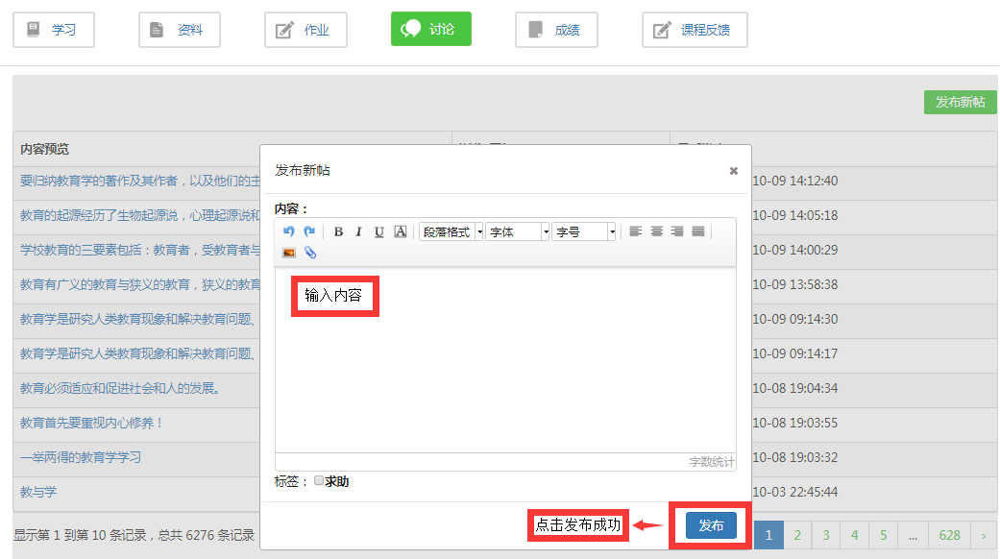 学习 资料 作业 讨论 成绩 课程反馈
发布新帖
内容预览
发布新帖 ×
要归纳教育学的著作及其作者，以及他们的主 10-09 14:12:40
内容：
教育的起源经历了生物起源说，心理起源说和 10-09 14:05:18
B I U A 段落格式 字体 字号
学校教育的三要素包括：教育者，受教育者与 10-09 14:00:29
教育有广义的教育与狭义的教育，狭义的教育 10-09 13:58:38
输入内容
教育学是研究人类教育现象和解决教育问题、 10-09 09:14:30
教育学是研究人类教育现象和解决教育问题、 10-09 09:14:17
教育必须适应和促进社会和人的发展。 10-08 19:04:34
教育首先要重视内心修养！ 10-08 19:03:55
一举两得的教育学学习 10-08 19:03:32
字数统计
标签： 求助
教与学 10-03 22:45:44
点击发布成功 发布
显示第 1 到第 10 条记录，总共 6276 条记录 1 2 3 4 5 ... 628 ›